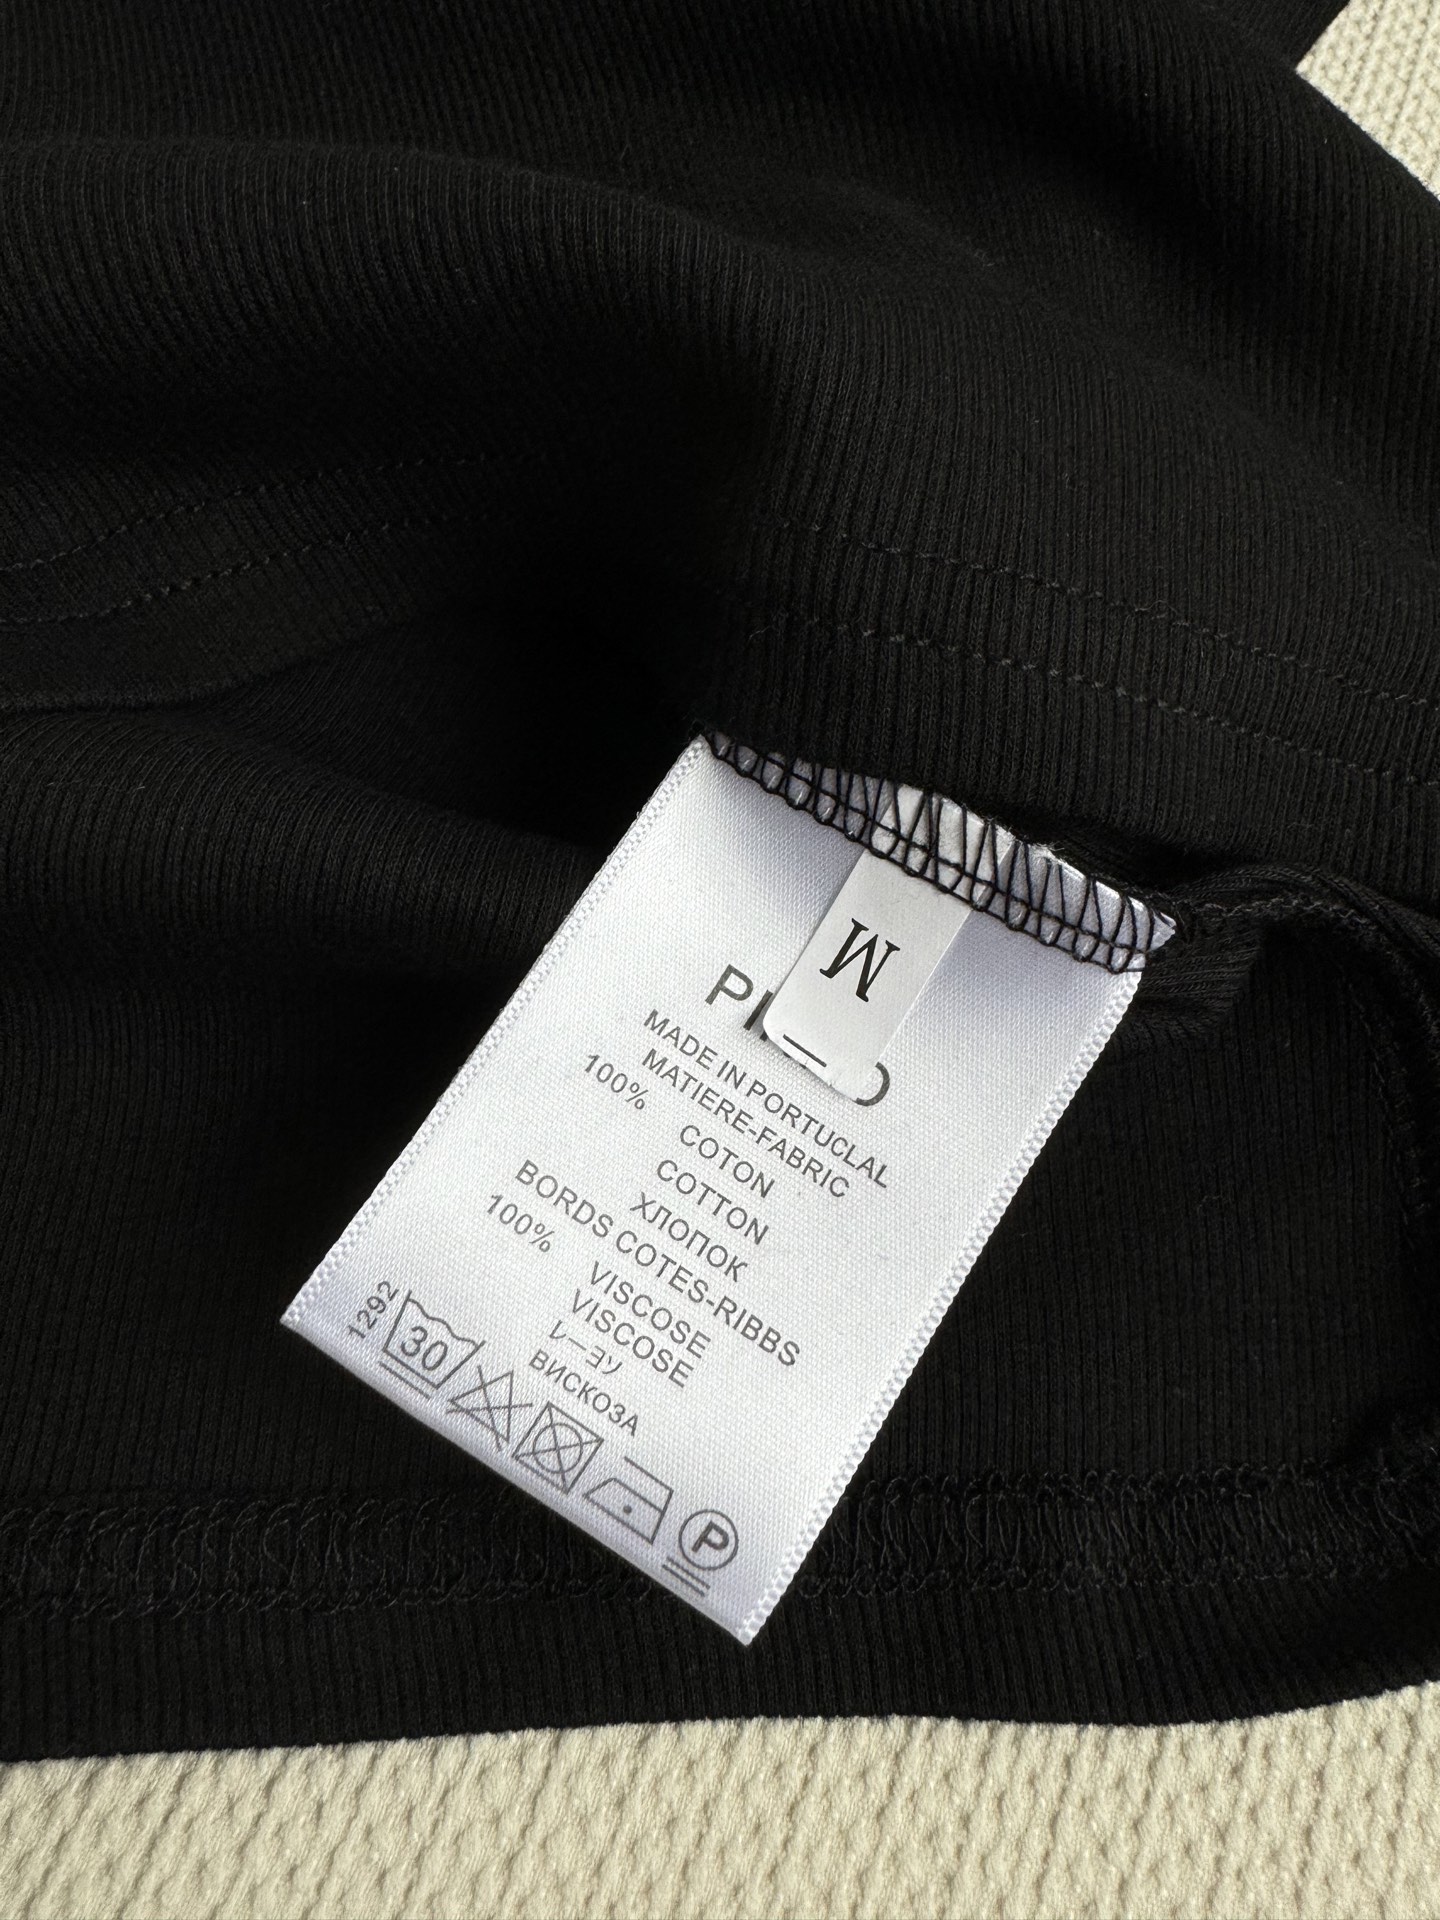 M
MADE IN PORTUCLAL
MATIERE-FABRIC
100%
COTON
COTTON
ХЛОПОК
BORDS COTES-RIBBS
100%
VISCOSE
VISCOSE
レーヨソ
ВИСКОЗА
1292
30
P